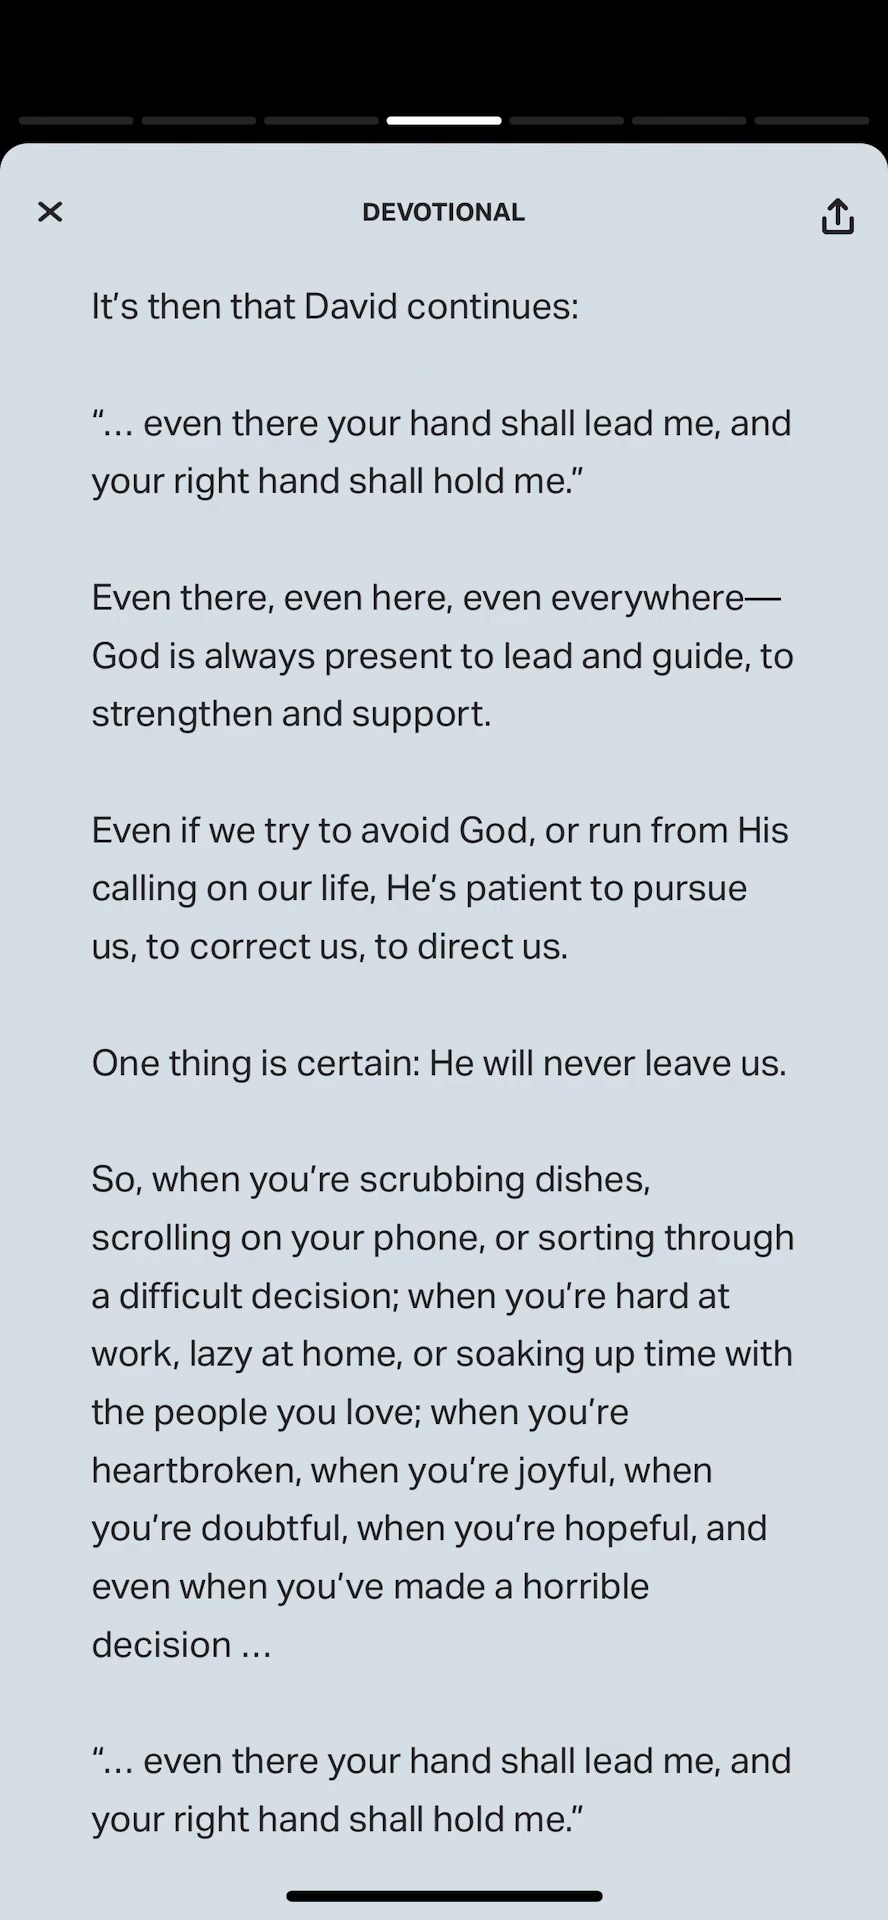 DEVOTIONAL
It’s then that David continues:
“… even there your hand shall lead me, and
your right hand shall hold me.”
Even there, even here, even everywhere—
God is always present to lead and guide, to
strengthen and support.
Even if we try to avoid God, or run from His
calling on our life, He’s patient to pursue
us, to correct us, to direct us.
One thing is certain: He will never leave us.
So, when you’re scrubbing dishes,
scrolling on your phone, or sorting through
a difficult decision; when you’re hard at
work, lazy at home, or soaking up time with
the people you love; when you’re
heartbroken, when you’re joyful, when
you’re doubtful, when you’re hopeful, and
even when you’ve made a horrible
decision …
“… even there your hand shall lead me, and
your right hand shall hold me.”